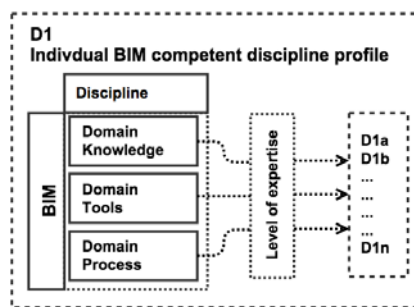 D1
Indivdual BIM competent discipline profile
Discipline
BIM
Domain
Knowledge
Domain
Tools
Domain
Process
Level of expertise
D1a
D1b
...
...
...
...
D1n